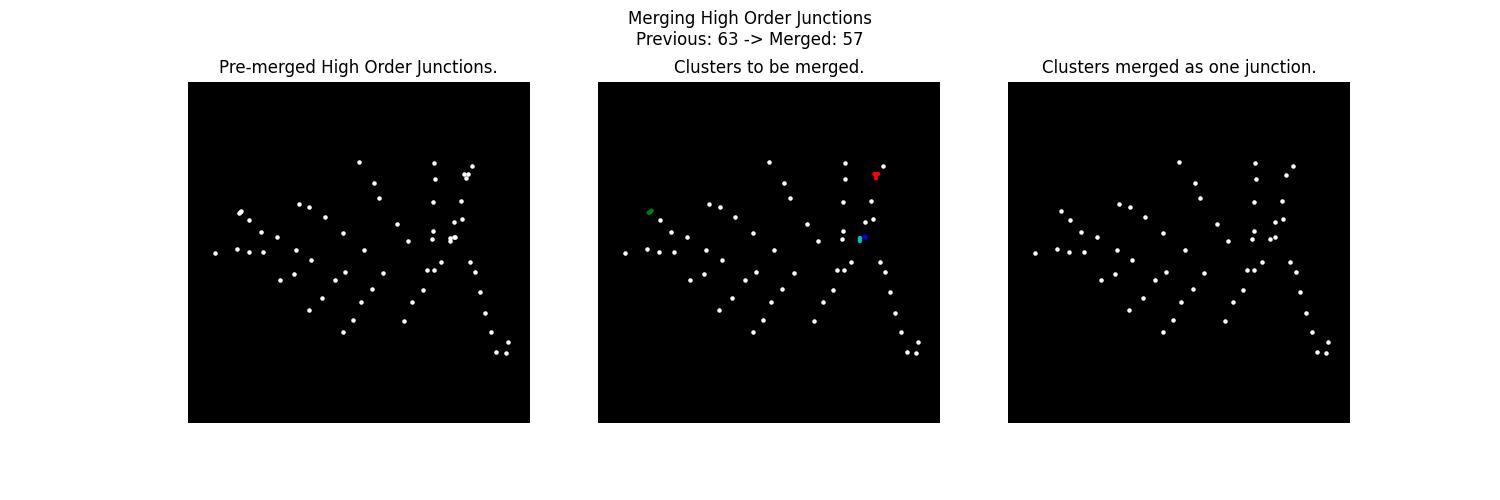 Merging High Order Junctions
Previous: 63 -> Merged: 57
Pre-merged High Order Junctions.
Clusters to be merged.
Clusters merged as one junction.